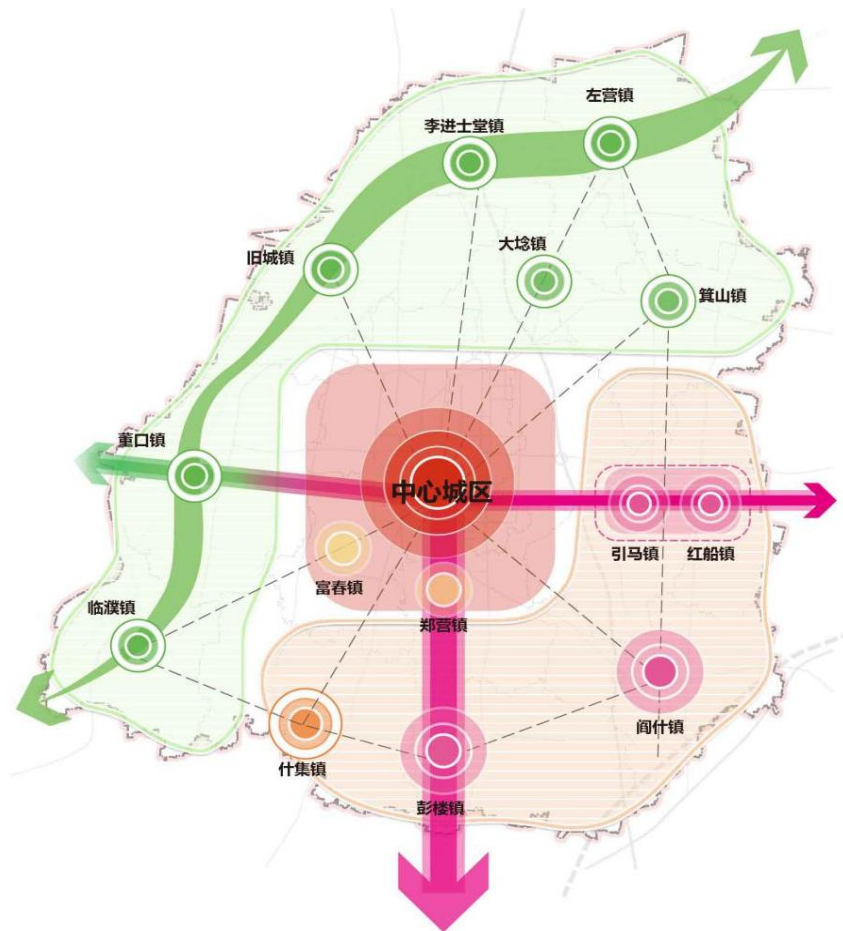 左营镇
李进士堂镇
大埝镇
旧城镇
箕山镇
董口镇
中心城区
引马镇
红船镇
富春镇
临濮镇
郑营镇
阎什镇
什集镇
彭楼镇